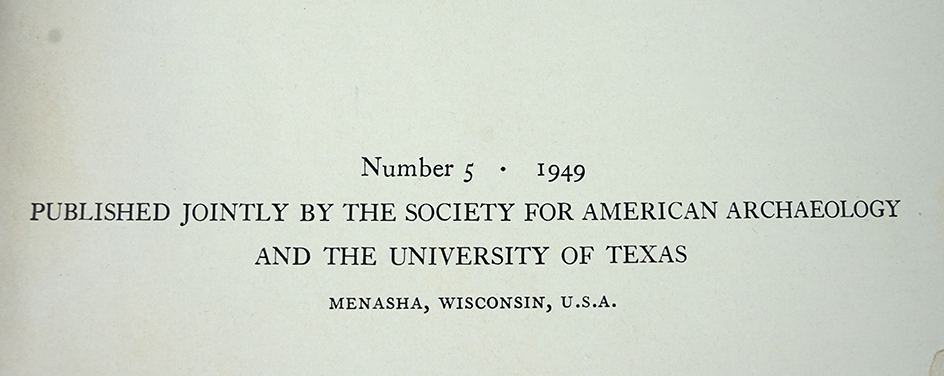 Number 5 · 1949
PUBLISHED JOINTLY BY THE SOCIETY FOR AMERICAN ARCHAEOLOGY
AND THE UNIVERSITY OF TEXAS
MENASHA, WISCONSIN, U.S.A.